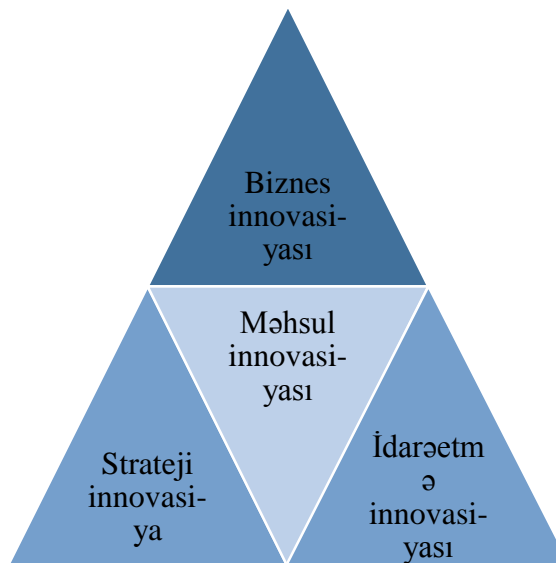 Biznes
innovasi-
yası
Məhsul
innovasi-
yası
Strateji
innovasi-
ya
İdarəetm
ə
innovasi-
yası